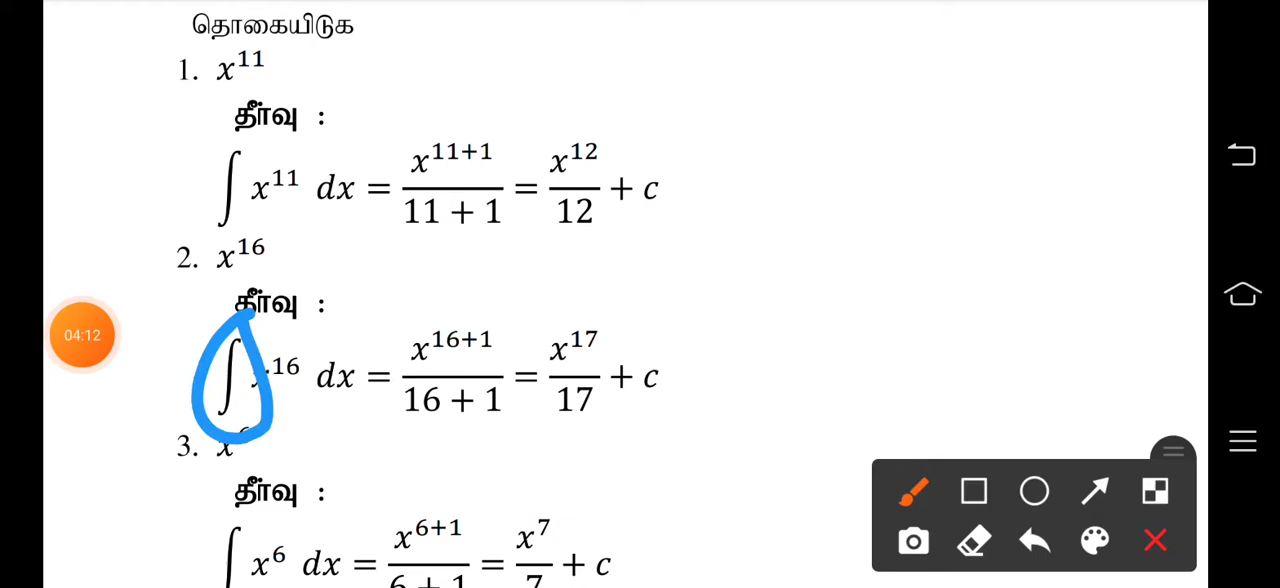 தொகையிடுக
1. x^11
தீர்வு :
∫ x^11 dx = x^(11+1)/(11 + 1) = x^12/12 + c
2. x^16
தீர்வு :
∫ x^16 dx = x^(16+1)/(16 + 1) = x^17/17 + c
04:12
3. x^6
தீர்வு :
∫ x^6 dx = x^(6+1)/(6 + 1) = x^7/7 + c